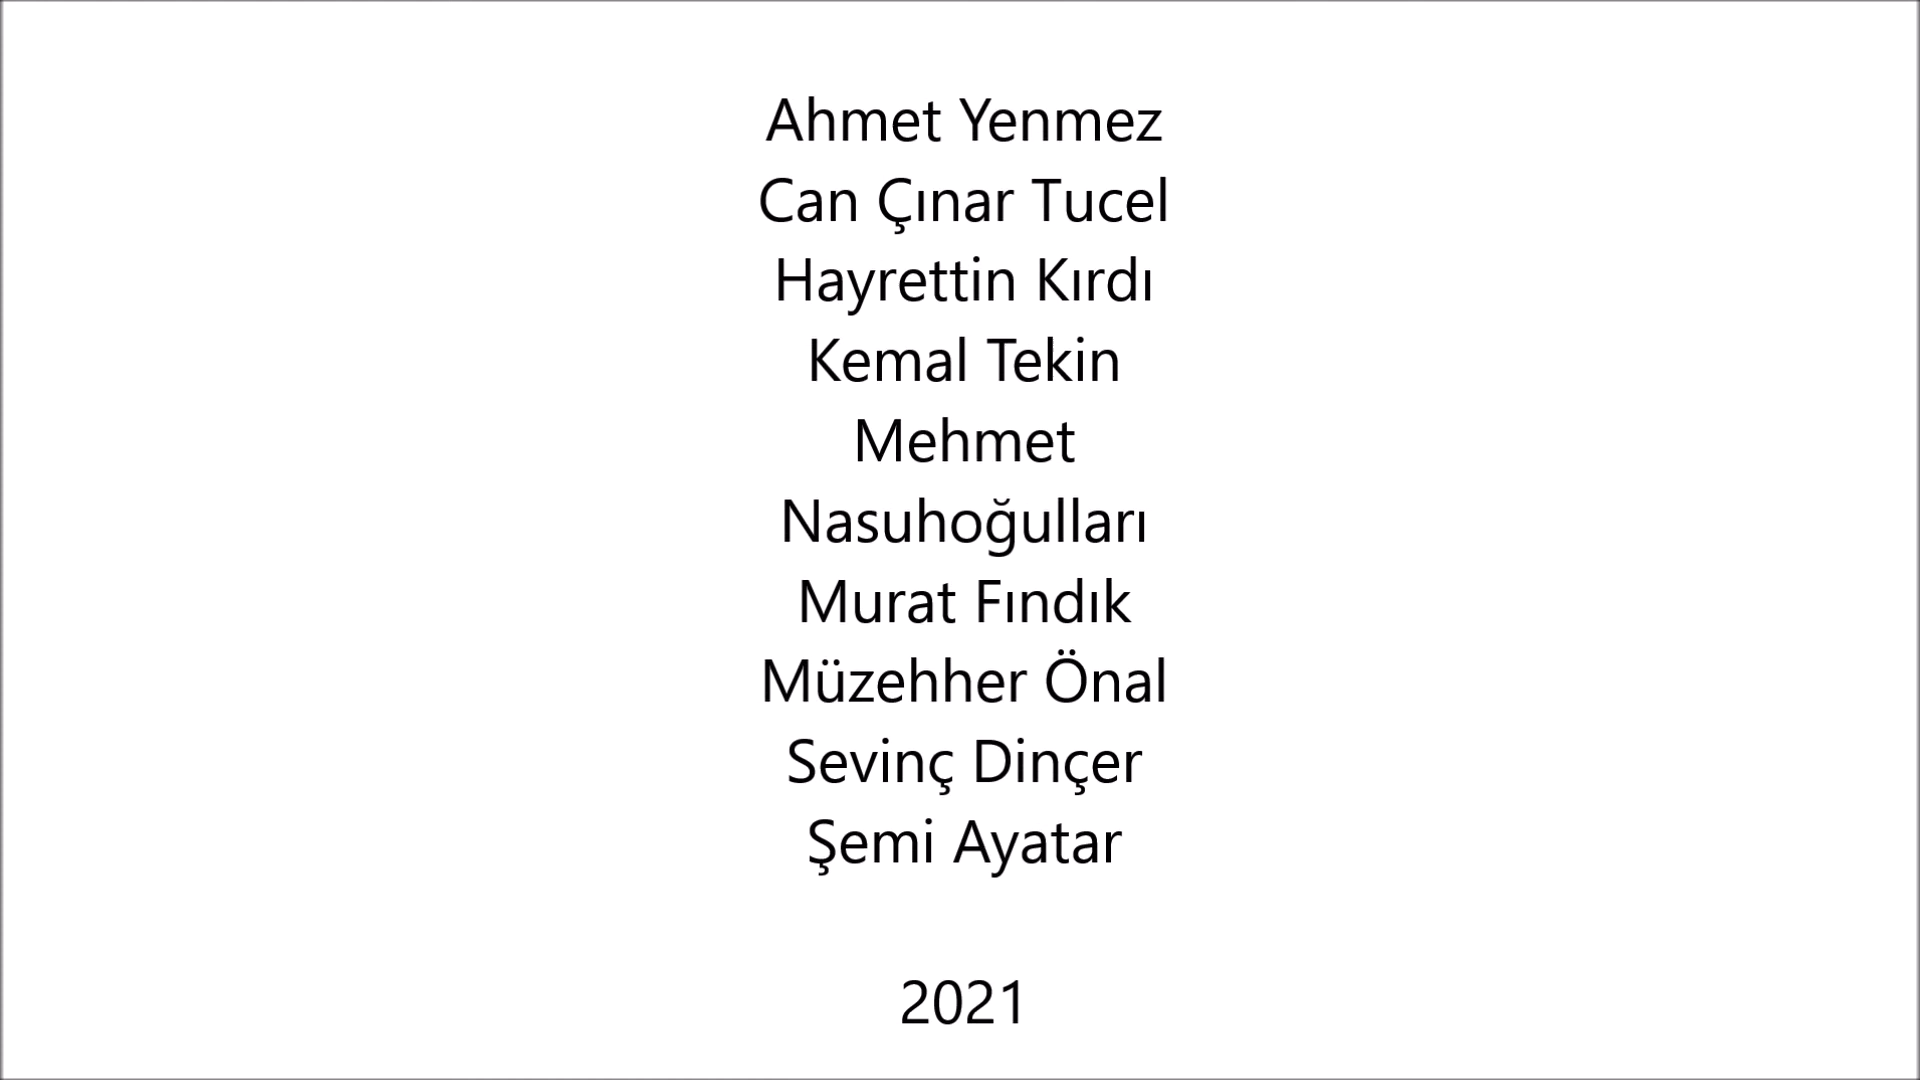 Ahmet Yenmez
Can Çınar Tucel
Hayrettin Kırdı
Kemal Tekin
Mehmet
Nasuhoğulları
Murat Fındık
Müzehher Önal
Sevinç Dinçer
Şemi Ayatar
2021